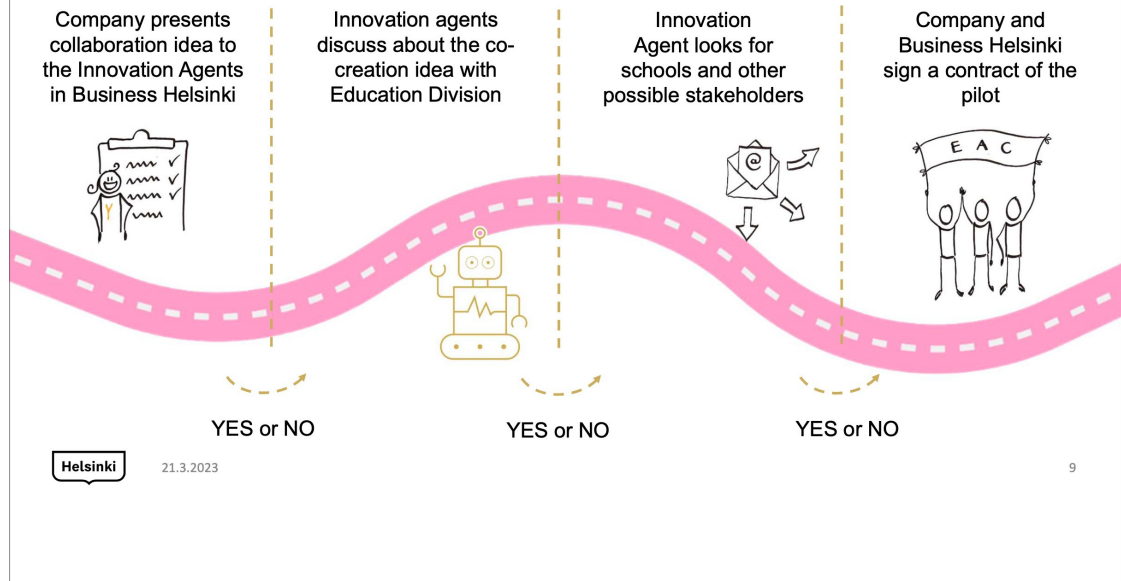 Company presents
collaboration idea to
the Innovation Agents
in Business Helsinki
Innovation agents
discuss about the co-
creation idea with
Education Division
Innovation
Agent looks for
schools and other
possible stakeholders
Company and
Business Helsinki
sign a contract of the
pilot
@
E A C
Y
YES or NO
YES or NO
YES or NO
Helsinki
21.3.2023
9